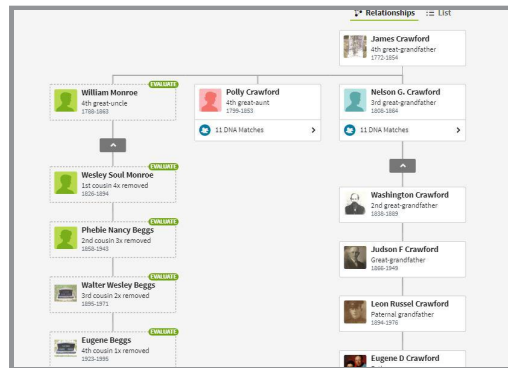 Relationships List
James Crawford
4th great-grandfather
1772-1854
EVALUATE
William Monroe
4th great-uncle
1788-1863
Polly Crawford
4th great-aunt
1799-1853
11 DNA Matches
Nelson G. Crawford
3rd great-grandfather
1808-1864
11 DNA Matches
EVALUATE
Wesley Soul Monroe
1st cousin 4x removed
1826-1894
Washington Crawford
2nd great-grandfather
1838-1889
EVALUATE
Phebie Nancy Beggs
2nd cousin 3x removed
1858-1943
Judson F Crawford
Great-grandfather
1866-1949
EVALUATE
Walter Wesley Beggs
3rd cousin 2x removed
1895-1971
Leon Russel Crawford
Paternal grandfather
1894-1976
EVALUATE
Eugene Beggs
4th cousin 1x removed
1923-1995
Eugene D Crawford